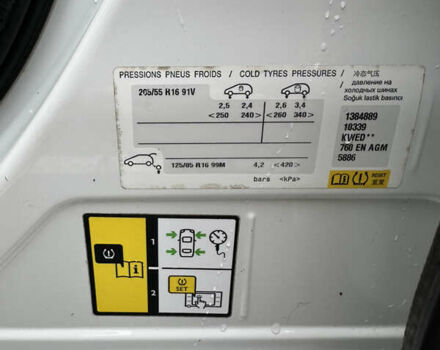 PRESSIONS PNEUS FROIDS / COLD TYRES PRESSURES / 冷态气压
давление на
холодных шинах
Soğuk lastik basıncı
205/55 R16 91V
2,5 2,4 2,6 3,4
<250 240> <260 340>
125/85 R16 99M 4,2 <420>
bars <kPa>
1384889
10339
KWED**
760 EN AGM
5886
RESET
1
2
SET